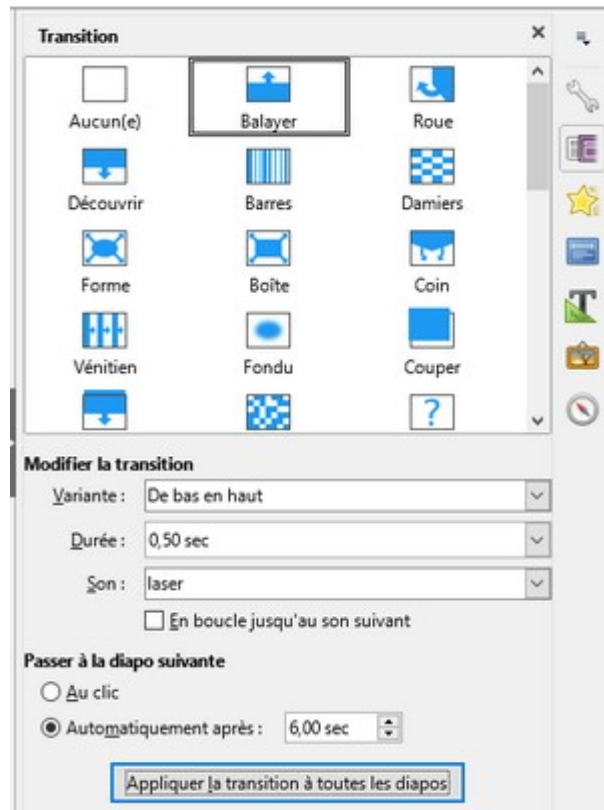 Transition
Aucun(e) Balayer Roue
Découvrir Barres Damiers
Forme Boîte Coin
Vénitien Fondu Couper
?
Modifier la transition
Variante : De bas en haut
Durée : 0,50 sec
Son : laser
En boucle jusqu'au son suivant
Passer à la diapo suivante
Au clic
Automatiquement après : 6,00 sec
Appliquer la transition à toutes les diapos